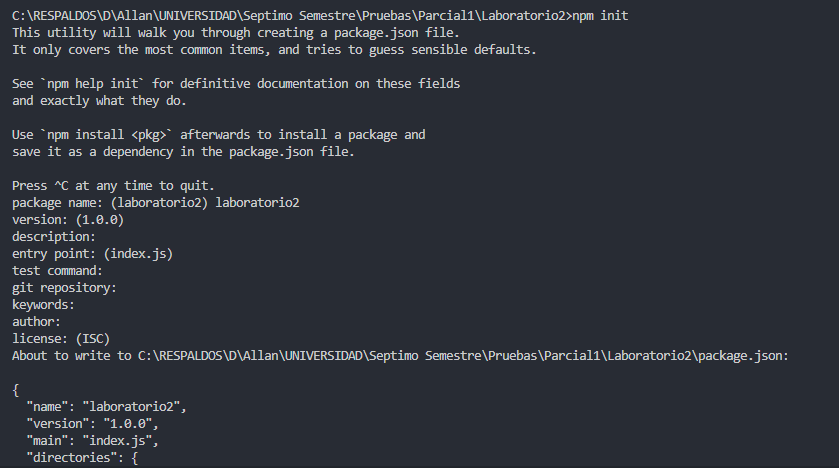 C:\RESPALDOS\D\Allan\UNIVERSIDAD\Septimo Semestre\Pruebas\Parcial1\Laboratorio2>npm init
This utility will walk you through creating a package.json file.
It only covers the most common items, and tries to guess sensible defaults.

See `npm help init` for definitive documentation on these fields
and exactly what they do.

Use `npm install <pkg>` afterwards to install a package and
save it as a dependency in the package.json file.

Press ^C at any time to quit.
package name: (laboratorio2) laboratorio2
version: (1.0.0)
description:
entry point: (index.js)
test command:
git repository:
keywords:
author:
license: (ISC)
About to write to C:\RESPALDOS\D\Allan\UNIVERSIDAD\Septimo Semestre\Pruebas\Parcial1\Laboratorio2\package.json:

{
  "name": "laboratorio2",
  "version": "1.0.0",
  "main": "index.js",
  "directories": {